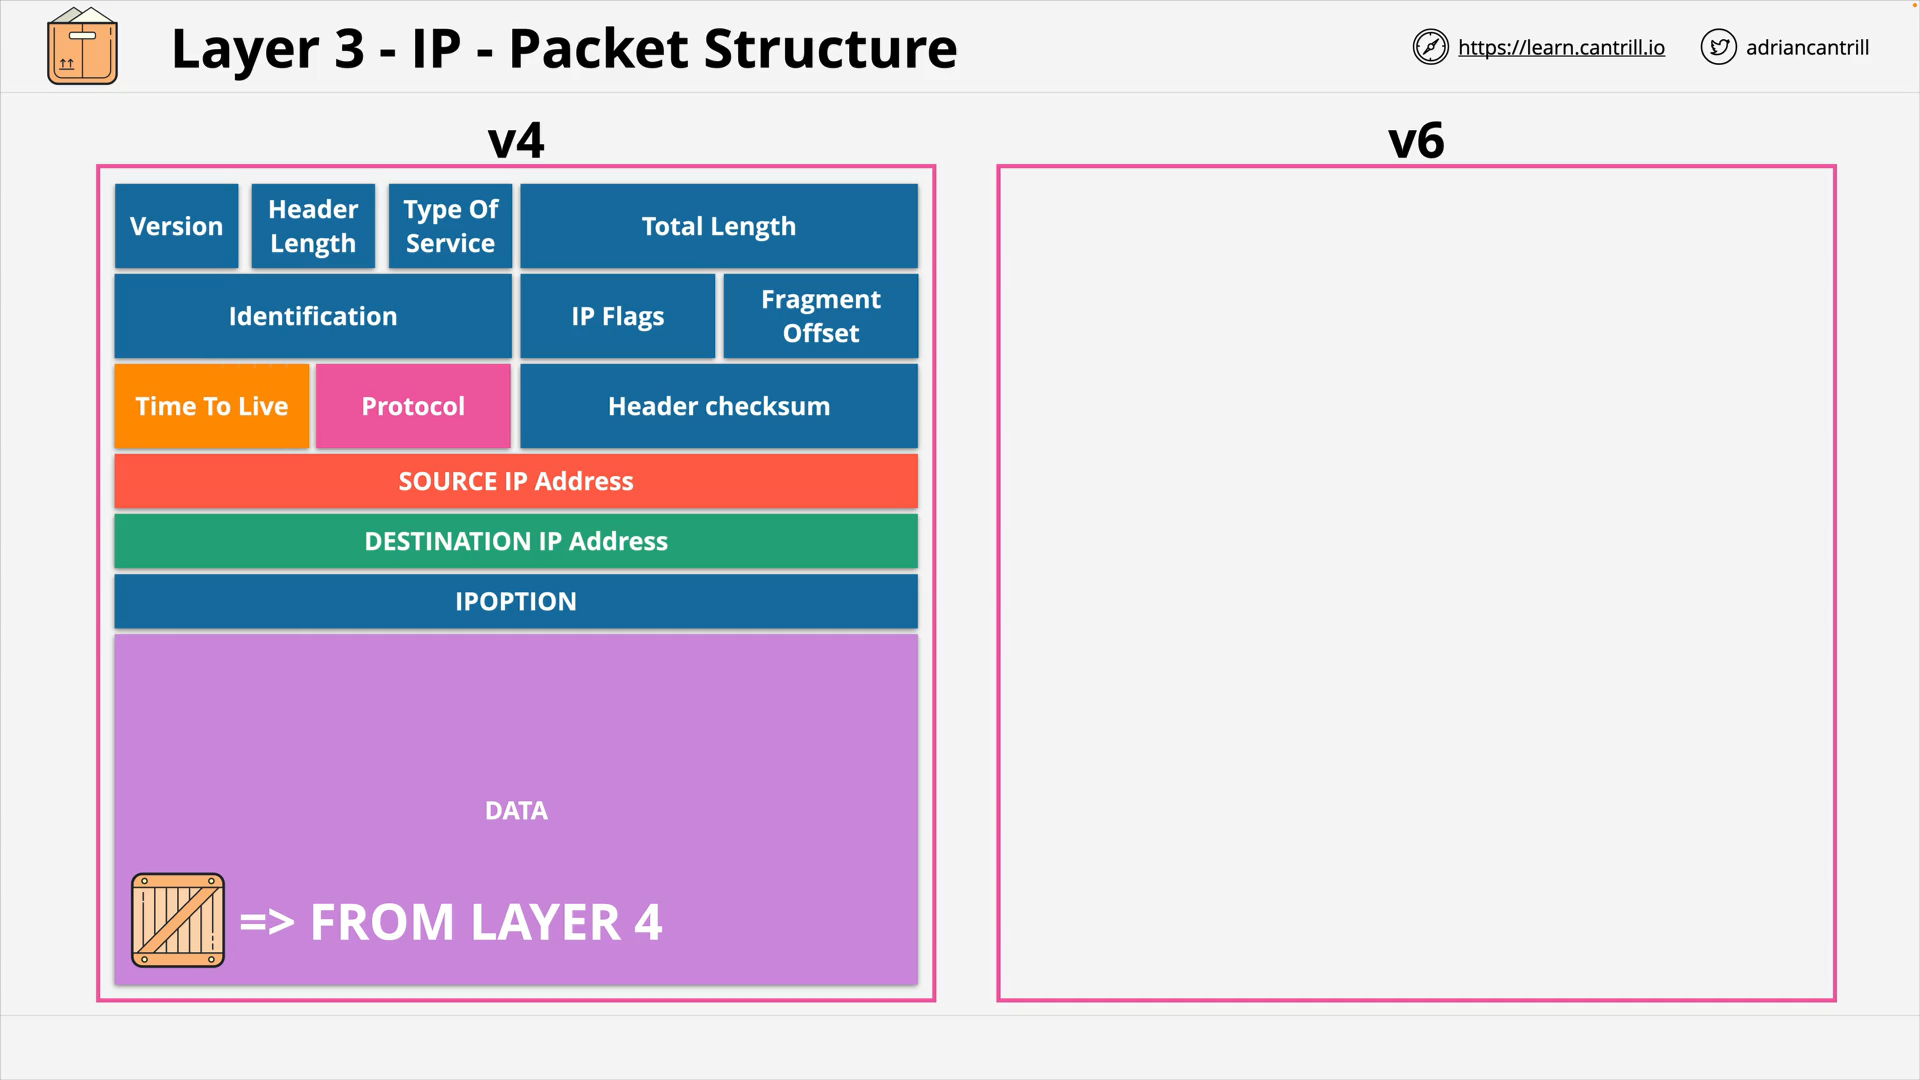 Layer 3 - IP - Packet Structure
https://learn.cantrill.io
adriancantrill
v4
Version
Header
Length
Type Of
Service
Total Length
Identification
IP Flags
Fragment
Offset
Time To Live
Protocol
Header checksum
SOURCE IP Address
DESTINATION IP Address
IPOPTION
DATA
=> FROM LAYER 4
v6